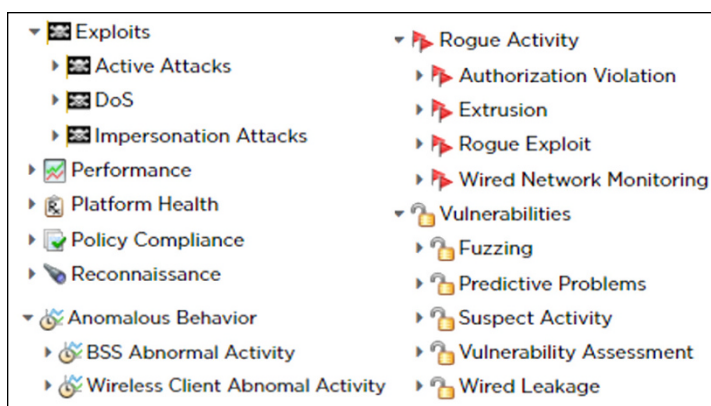 Exploits
Active Attacks
DoS
Impersonation Attacks
Performance
Platform Health
Policy Compliance
Reconnaissance
Anomalous Behavior
BSS Abnormal Activity
Wireless Client Abnomal Activity
Rogue Activity
Authorization Violation
Extrusion
Rogue Exploit
Wired Network Monitoring
Vulnerabilities
Fuzzing
Predictive Problems
Suspect Activity
Vulnerability Assessment
Wired Leakage